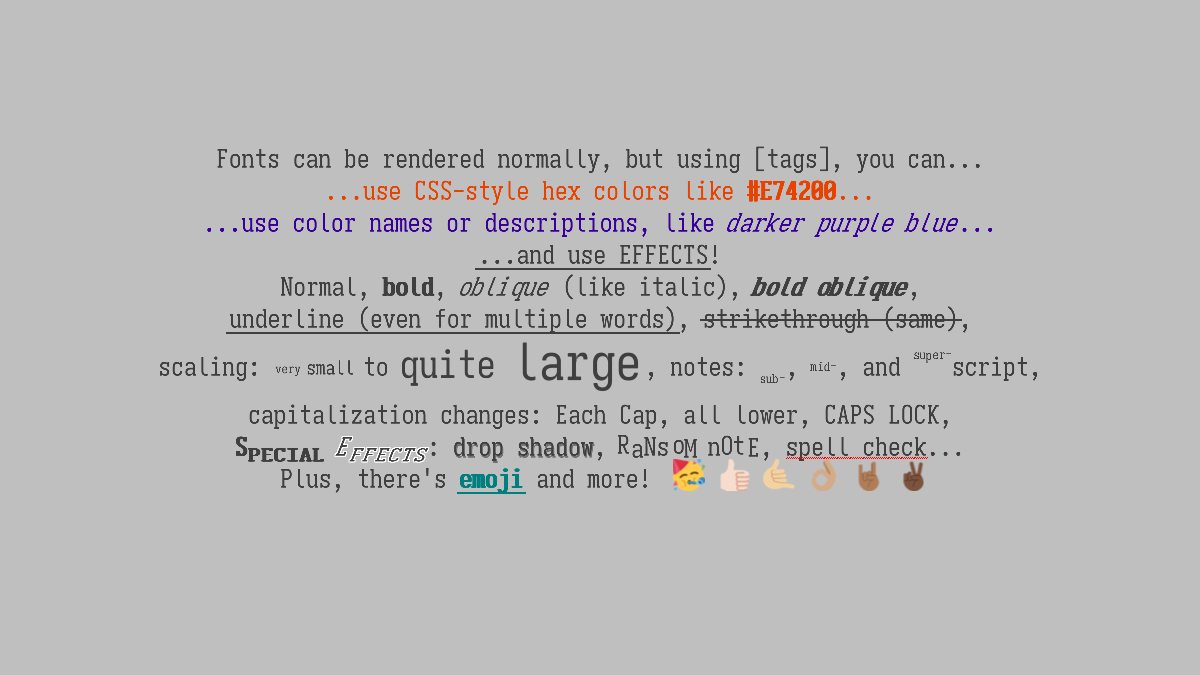 Fonts can be rendered normally, but using [tags], you can...
...use CSS-style hex colors like #E74200...
...use color names or descriptions, like darker purple blue...
...and use EFFECTS!
Normal, bold, oblique (like italic), bold oblique,
underline (even for multiple words), strikethrough (same),
scaling: very small to quite large, notes: sub-, mid-, and super-script,
capitalization changes: Each Cap, all lower, CAPS LOCK,
SPECIAL EFFECTS: drop shadow, RaNsOM nOtE, spell check...
Plus, there's emoji and more! 🥳 👍🏻 🤙🏼 👌🏽 🤘🏾 ✌🏿